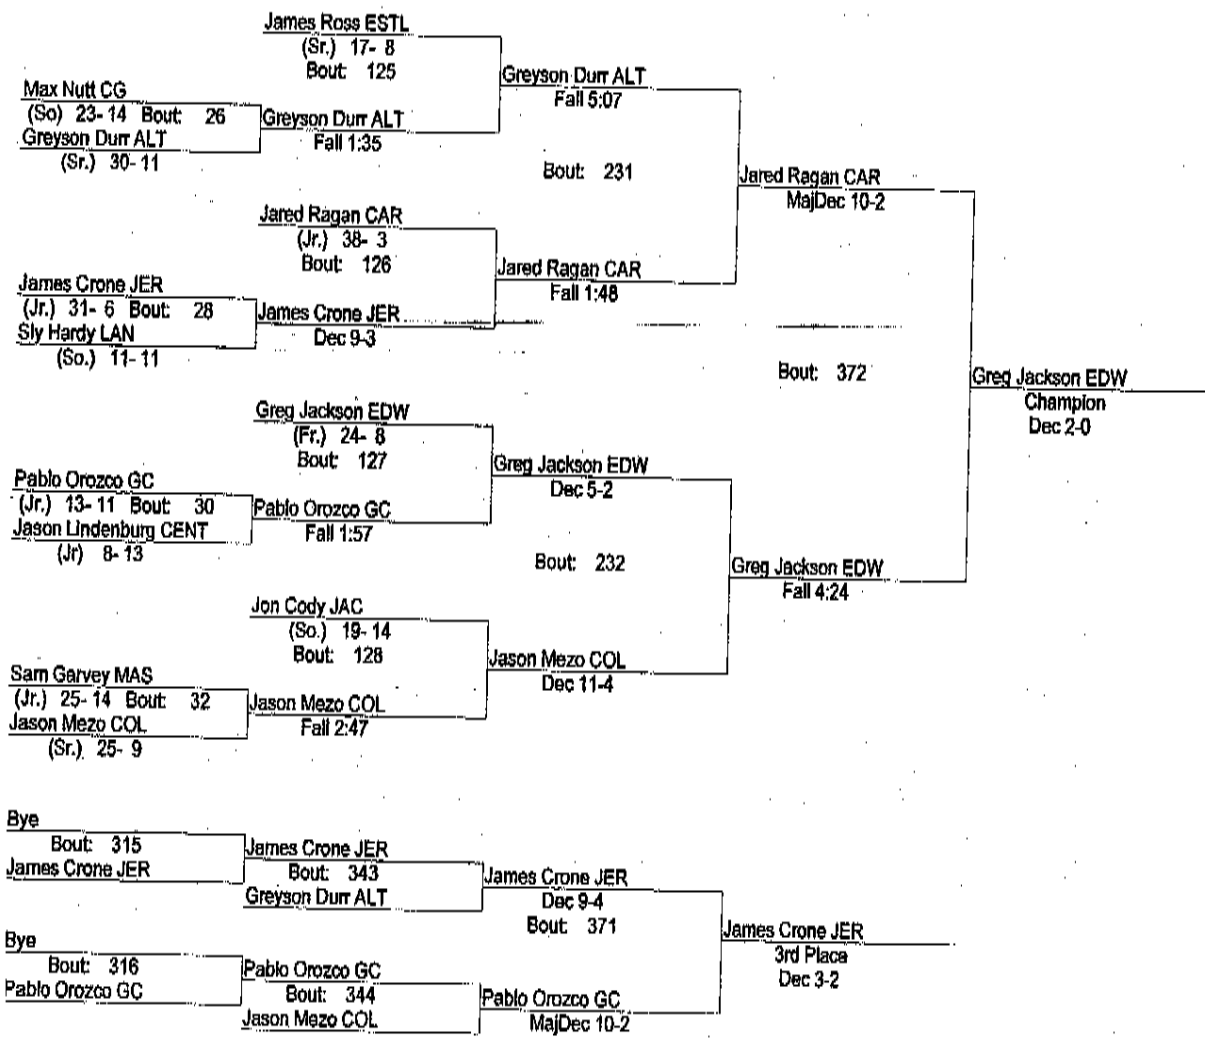 James Ross ESTL
(Sr.) 17- 8
Bout: 125
Greyson Durr ALT
Fall 5:07
Max Nutt CG
(So) 23- 14 Bout: 26
Greyson Durr ALT
Fall 1:35
Greyson Durr ALT
(Sr.) 30- 11
Bout: 231
Jared Ragan CAR
MajDec 10-2
Jared Ragan CAR
(Jr.) 38- 3
Bout: 126
Jared Ragan CAR
Fall 1:48
James Crone JER
(Jr.) 31- 6 Bout: 28
James Crone JER
Dec 9-3
Sly Hardy LAN
(So.) 11- 11
Bout: 372
Greg Jackson EDW
Champion
Dec 2-0
Greg Jackson EDW
(Fr.) 24- 8
Bout: 127
Greg Jackson EDW
Dec 5-2
Pablo Orozco GC
(Jr.) 13- 11 Bout: 30
Pablo Orozco GC
Fall 1:57
Jason Lindenburg CENT
(Jr) 8- 13
Bout: 232
Greg Jackson EDW
Fall 4:24
Jon Cody JAC
(So.) 19- 14
Bout: 128
Jason Mezo COL
Dec 11-4
Sam Garvey MAS
(Jr.) 25- 14 Bout: 32
Jason Mezo COL
Fall 2:47
Jason Mezo COL
(Sr.) 25- 9
Bye
Bout: 315
James Crone JER
James Crone JER
Bout: 343
Greyson Durr ALT
James Crone JER
Dec 9-4
Bout: 371
James Crone JER
3rd Place
Dec 3-2
Bye
Bout: 316
Pablo Orozco GC
Pablo Orozco GC
Bout: 344
Jason Mezo COL
Pablo Orozco GC
MajDec 10-2